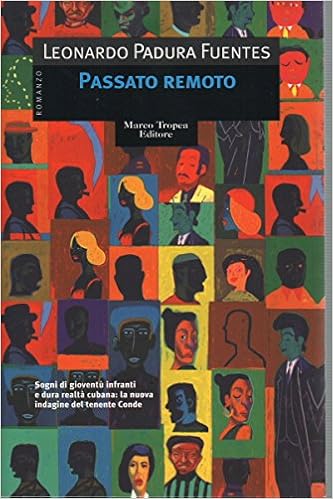 ROMANZO
LEONARDO PADURA FUENTES
PASSATO REMOTO
Marco Tropea
Editore
Sogni di gioventù infranti
e dura realtà cubana: la nuova
indagine del tenente Conde